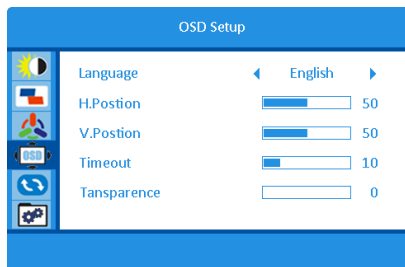 OSD Setup
Language English
H.Postion 50
V.Postion 50
OSD
Timeout 10
Tansparence 0